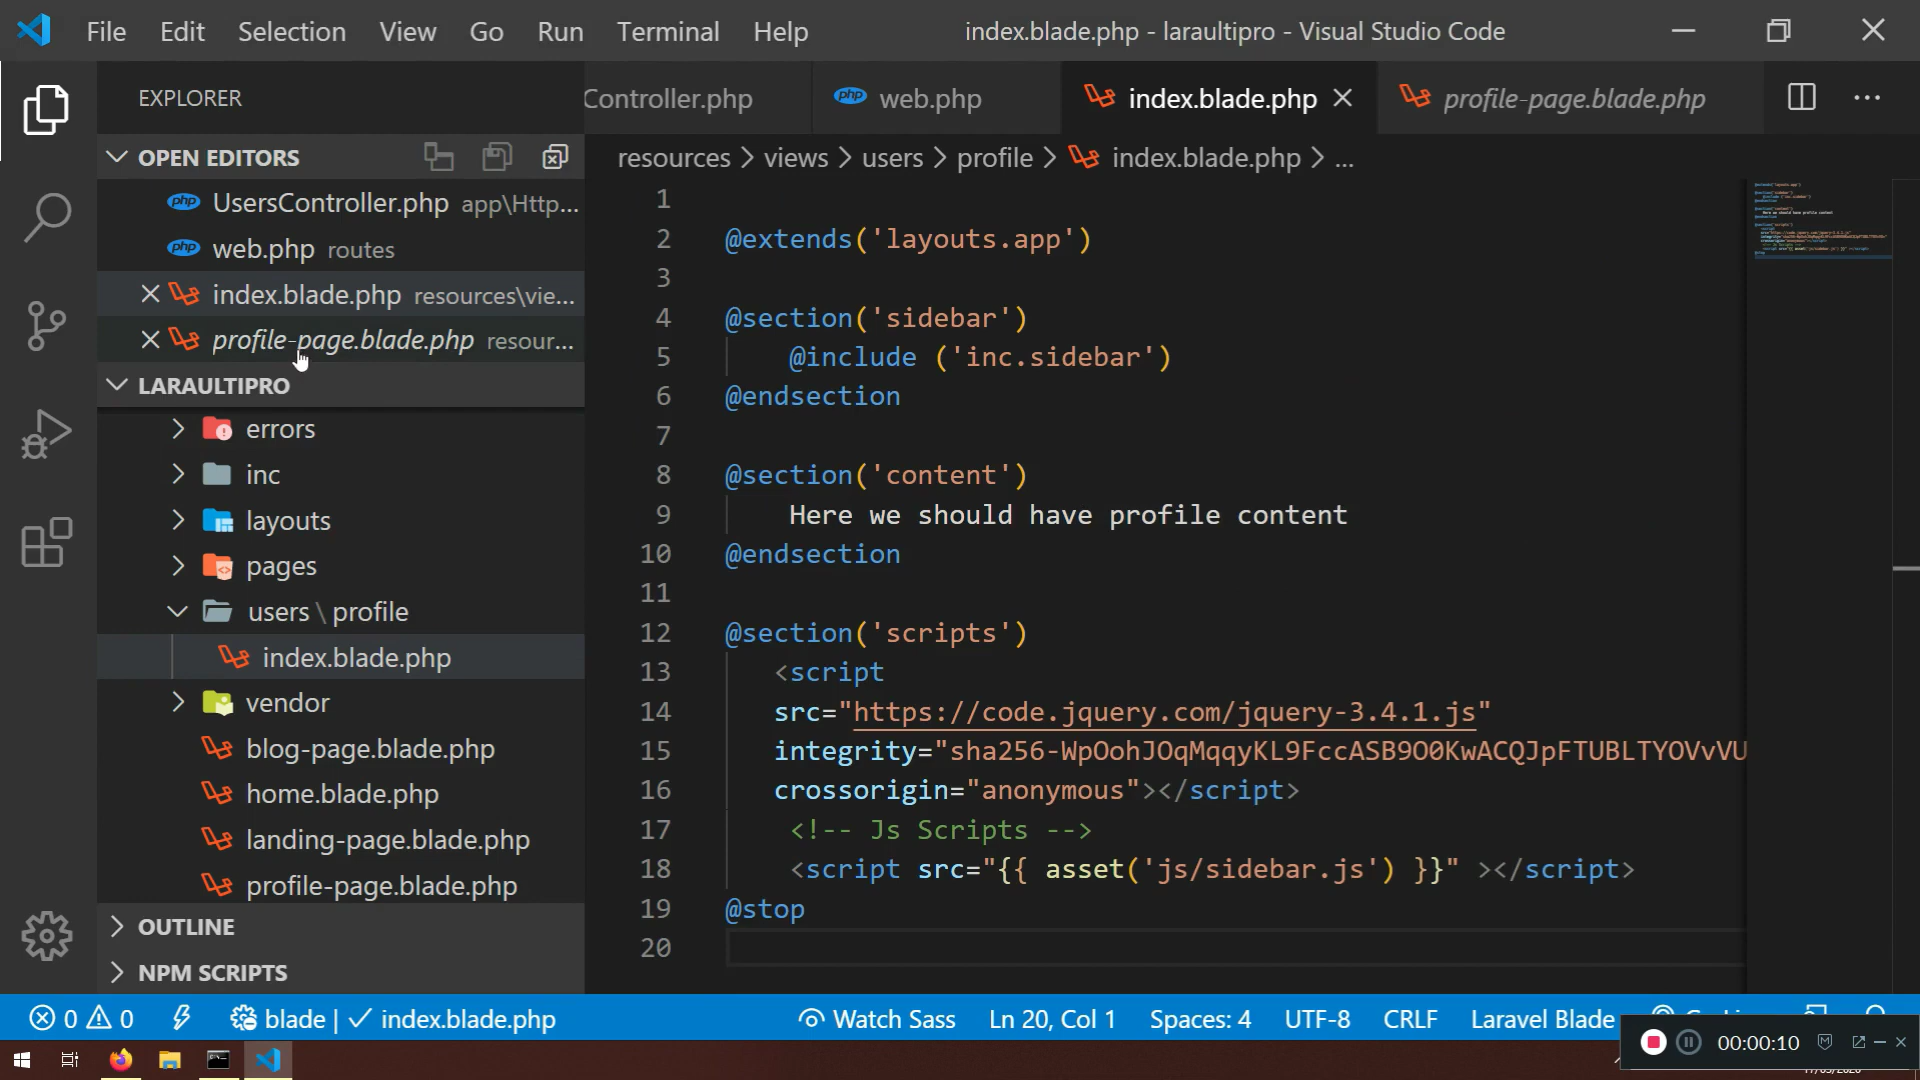 File Edit Selection View Go Run Terminal Help index.blade.php - laraultipro - Visual Studio Code
EXPLORER
Controller.php web.php index.blade.php profile-page.blade.php
OPEN EDITORS
resources > views > users > profile > index.blade.php > ...
UsersController.php app\Http...
web.php routes
index.blade.php resources\vie...
profile-page.blade.php resour...
LARAULTIPRO
errors
inc
layouts
pages
users \ profile
index.blade.php
vendor
blog-page.blade.php
home.blade.php
landing-page.blade.php
profile-page.blade.php
OUTLINE
NPM SCRIPTS
1
2 @extends('layouts.app')
3
4 @section('sidebar')
5 @include ('inc.sidebar')
6 @endsection
7
8 @section('content')
9 Here we should have profile content
10 @endsection
11
12 @section('scripts')
13 <script
14 src="https://code.jquery.com/jquery-3.4.1.js"
15 integrity="sha256-WpOohJOqMqqyKL9FccASB9O0KwACQJpFTUBLTYOVvVU
16 crossorigin="anonymous"></script>
17 <!-- Js Scripts -->
18 <script src="{{ asset('js/sidebar.js') }}" ></script>
19 @stop
20
0 0 blade | index.blade.php Watch Sass Ln 20, Col 1 Spaces: 4 UTF-8 CRLF Laravel Blade
00:00:10